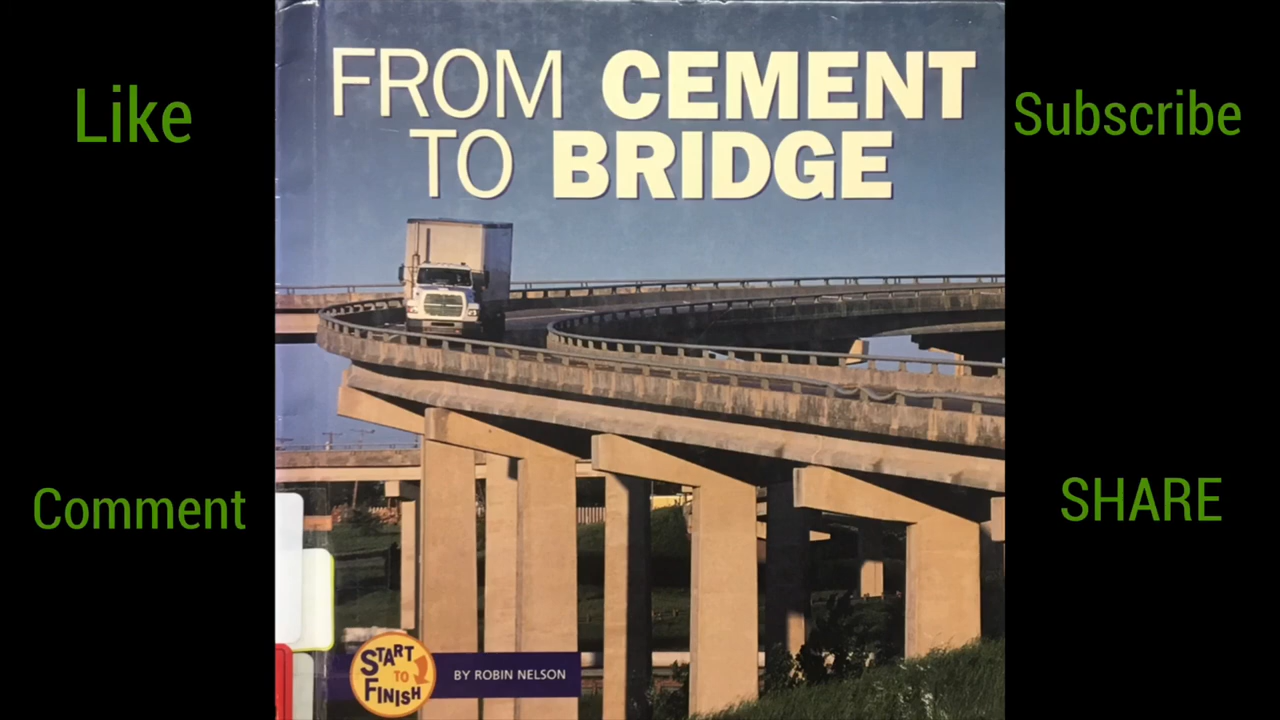 Like
FROM CEMENT
TO BRIDGE
Subscribe
Comment
SHARE
START
TO
FINISH
BY ROBIN NELSON